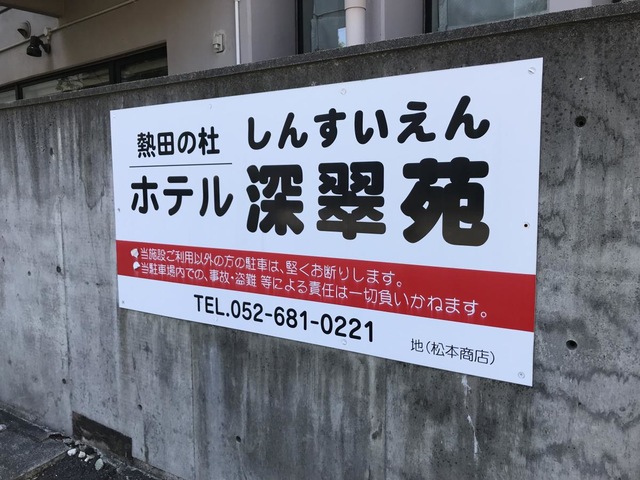 熱田の杜
ホテル
しんすいえん
深翠苑
当施設ご利用以外の方の駐車は、堅くお断りします。
当駐車場内での、事故・盗難 等による責任は一切負いかねます。
TEL.052-681-0221
地(松本商店)